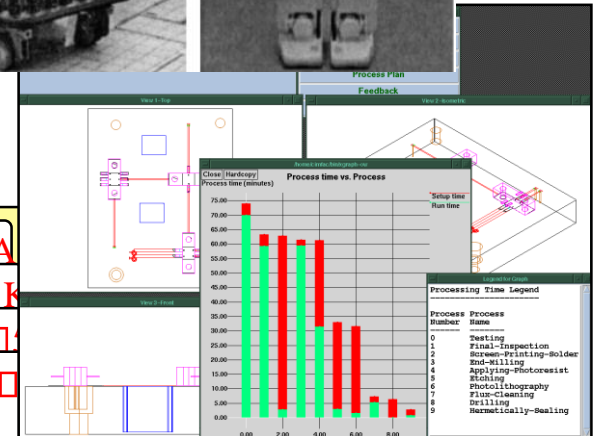 Process Plan
Feedback
View 1-Top
View 2-Isometric
Close Hardcopy
Process time vs. Process
Process time (minutes)
Setup time
Run time
75.00
70.00
65.00
60.00
55.00
50.00
45.00
40.00
35.00
30.00
25.00
20.00
15.00
10.00
5.00
0.00
0.00 2.00 4.00 6.00 8.00
View 3-Front
Legend for Graph
Processing Time Legend
Process Process
Number Name
0 Testing
1 Final-Inspection
2 Screen-Printing-Solder
3 End-Milling
4 Applying-Photoresist
5 Etching
6 Photolithography
7 Flux-Cleaning
8 Drilling
9 Hermetically-Sealing
A
K